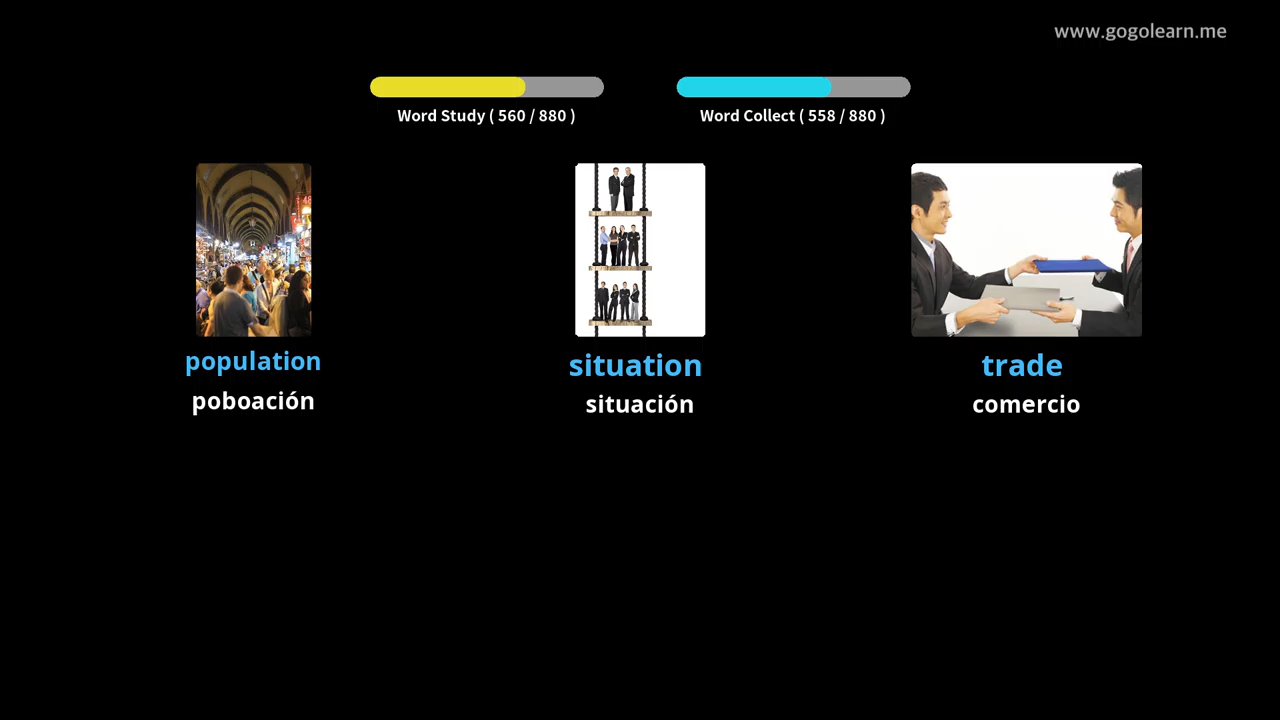 www.gogolearn.me
Word Study ( 560 / 880 )
Word Collect ( 558 / 880 )
population
situation
trade
poboación
situación
comercio